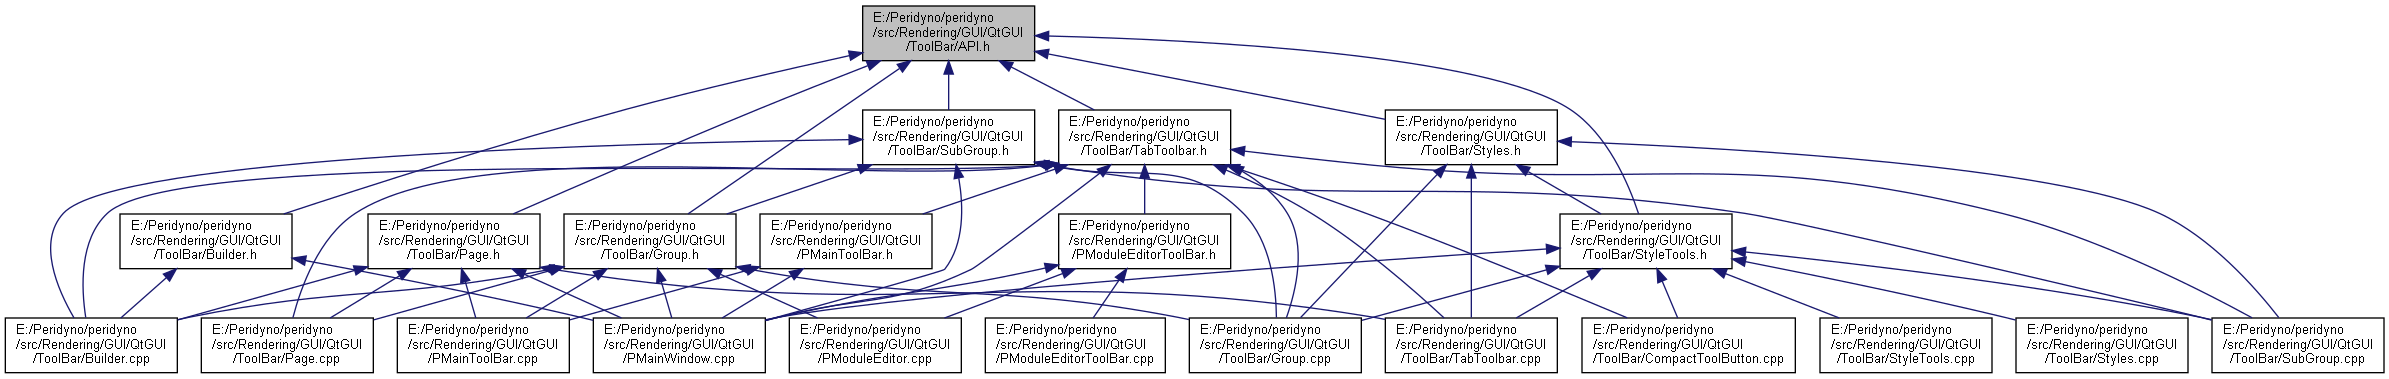 E:/Peridyno/peridyno
/src/Rendering/GUI/QtGUI
/ToolBar/API.h
E:/Peridyno/peridyno
/src/Rendering/GUI/QtGUI
/ToolBar/SubGroup.h
E:/Peridyno/peridyno
/src/Rendering/GUI/QtGUI
/ToolBar/TabToolbar.h
E:/Peridyno/peridyno
/src/Rendering/GUI/QtGUI
/ToolBar/Styles.h
E:/Peridyno/peridyno
/src/Rendering/GUI/QtGUI
/ToolBar/Builder.h
E:/Peridyno/peridyno
/src/Rendering/GUI/QtGUI
/ToolBar/Page.h
E:/Peridyno/peridyno
/src/Rendering/GUI/QtGUI
/ToolBar/Group.h
E:/Peridyno/peridyno
/src/Rendering/GUI/QtGUI
/PMainToolBar.h
E:/Peridyno/peridyno
/src/Rendering/GUI/QtGUI
/PModuleEditorToolBar.h
E:/Peridyno/peridyno
/src/Rendering/GUI/QtGUI
/ToolBar/StyleTools.h
E:/Peridyno/peridyno
/src/Rendering/GUI/QtGUI
/ToolBar/Builder.cpp
E:/Peridyno/peridyno
/src/Rendering/GUI/QtGUI
/ToolBar/Page.cpp
E:/Peridyno/peridyno
/src/Rendering/GUI/QtGUI
/PMainToolBar.cpp
E:/Peridyno/peridyno
/src/Rendering/GUI/QtGUI
/PMainWindow.cpp
E:/Peridyno/peridyno
/src/Rendering/GUI/QtGUI
/PModuleEditor.cpp
E:/Peridyno/peridyno
/src/Rendering/GUI/QtGUI
/PModuleEditorToolBar.cpp
E:/Peridyno/peridyno
/src/Rendering/GUI/QtGUI
/ToolBar/Group.cpp
E:/Peridyno/peridyno
/src/Rendering/GUI/QtGUI
/ToolBar/TabToolbar.cpp
E:/Peridyno/peridyno
/src/Rendering/GUI/QtGUI
/ToolBar/CompactToolButton.cpp
E:/Peridyno/peridyno
/src/Rendering/GUI/QtGUI
/ToolBar/StyleTools.cpp
E:/Peridyno/peridyno
/src/Rendering/GUI/QtGUI
/ToolBar/Styles.cpp
E:/Peridyno/peridyno
/src/Rendering/GUI/QtGUI
/ToolBar/SubGroup.cpp